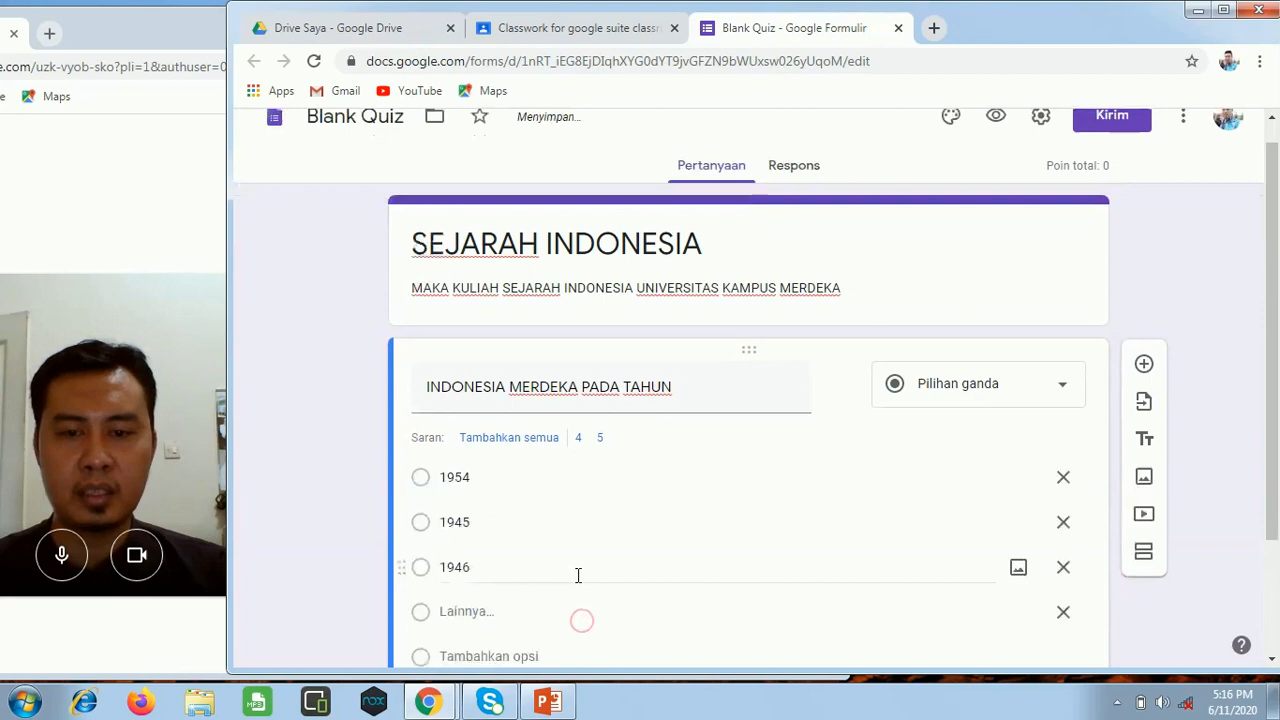 Drive Saya - Google Drive
Classwork for google suite classr
Blank Quiz - Google Formulir
e.com/uzk-vyob-sko?pli=1&authuser=0
docs.google.com/forms/d/1nRT_iEG8EjDIqhXYG0dYT9jvGFZN9bWUxsw026yUqoM/edit
Maps
Apps Gmail YouTube Maps
Blank Quiz Menyimpan... Kirim
Pertanyaan Respons Poin total: 0
SEJARAH INDONESIA
MAKA KULIAH SEJARAH INDONESIA UNIVERSITAS KAMPUS MERDEKA
INDONESIA MERDEKA PADA TAHUN
Pilihan ganda
Saran: Tambahkan semua 4 5
1954
1945
1946
Lainnya...
Tambahkan opsi
5:16 PM
6/11/2020